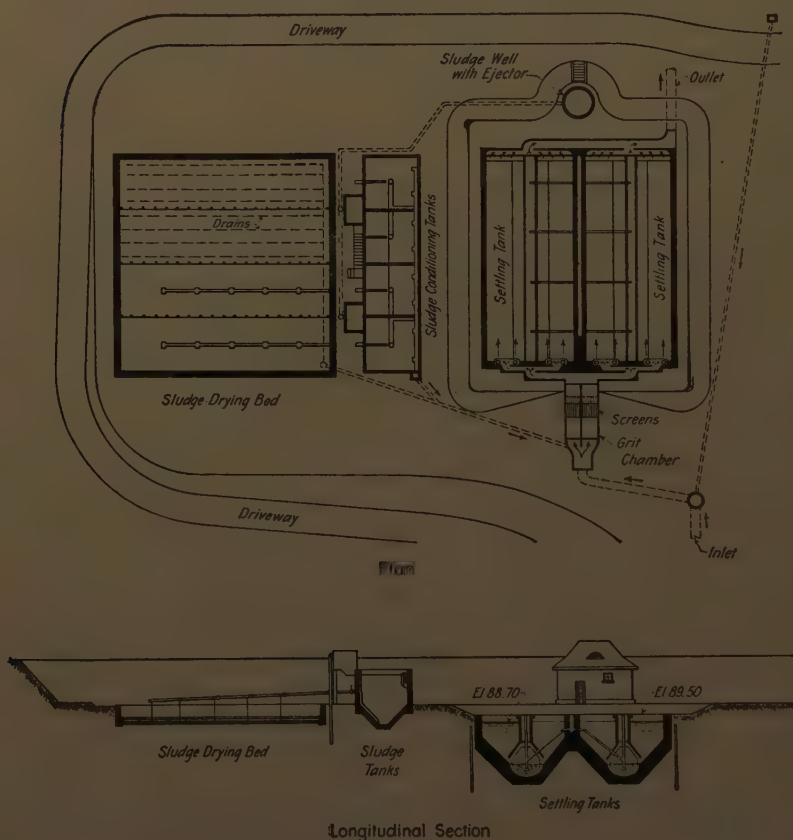 Driveway
Sludge Well
with Ejector
Outlet
Drains
Sludge Conditioning Tanks
Settling Tank
Settling Tank
Sludge Drying Bed
Screens
Grit
Chamber
Driveway
Inlet
Plan
El 88.70
El 89.50
Sludge Drying Bed
Sludge
Tanks
Settling Tanks
Longitudinal Section